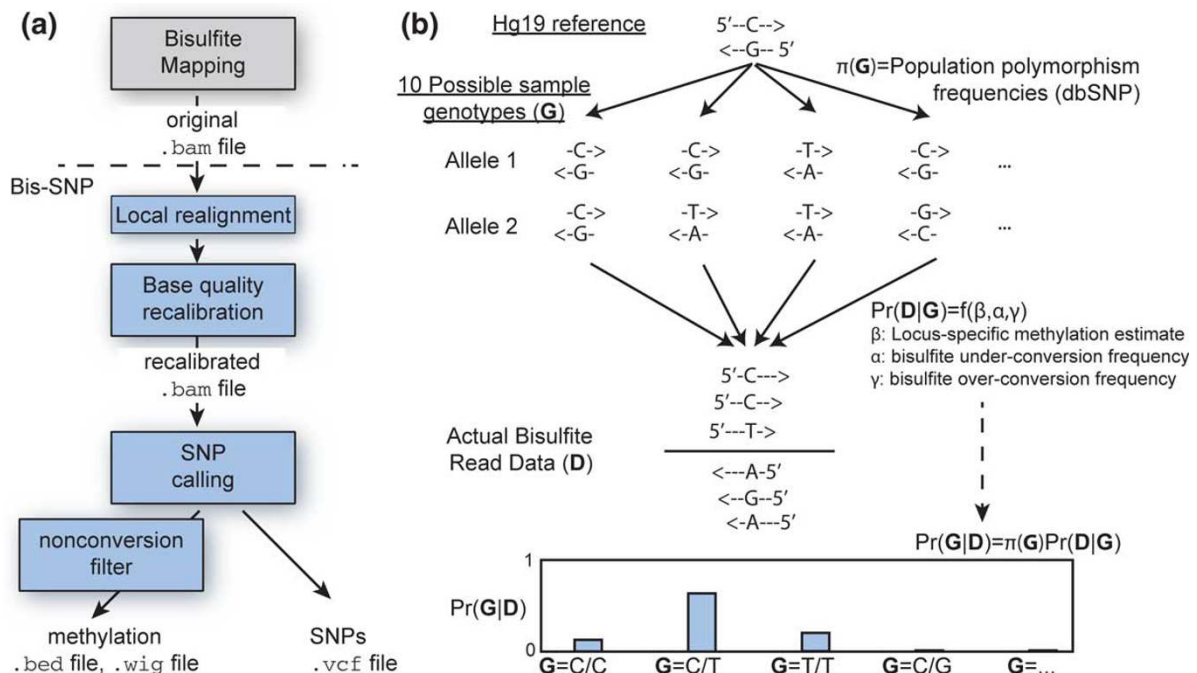 (a)
Bisulfite
Mapping
original
.bam file
Bis-SNP
Local realignment
Base quality
recalibration
recalibrated
.bam file
SNP
calling
nonconversion
filter
methylation
.bed file, .wig file
SNPs
.vcf file
(b)
Hg19 reference
5’--C-->
<--G-- 5’
π(G)=Population polymorphism
frequencies (dbSNP)
10 Possible sample
genotypes (G)
Allele 1
-C-> -C-> -T-> -C->
<-G- <-G- <-A- <-G- ...
Allele 2
-C-> -T-> -T-> -G->
<-G- <-A- <-A- <-C- ...
Pr(D|G)=f(β,α,γ)
β: Locus-specific methylation estimate
α: bisulfite under-conversion frequency
γ: bisulfite over-conversion frequency
Actual Bisulfite
Read Data (D)
5’-C--->
5’--C-->
5’---T->
<---A-5’
<--G--5’
<-A---5’
Pr(G|D)=π(G)Pr(D|G)
Pr(G|D)
1
0
G=C/C G=C/T G=T/T G=C/G G=...